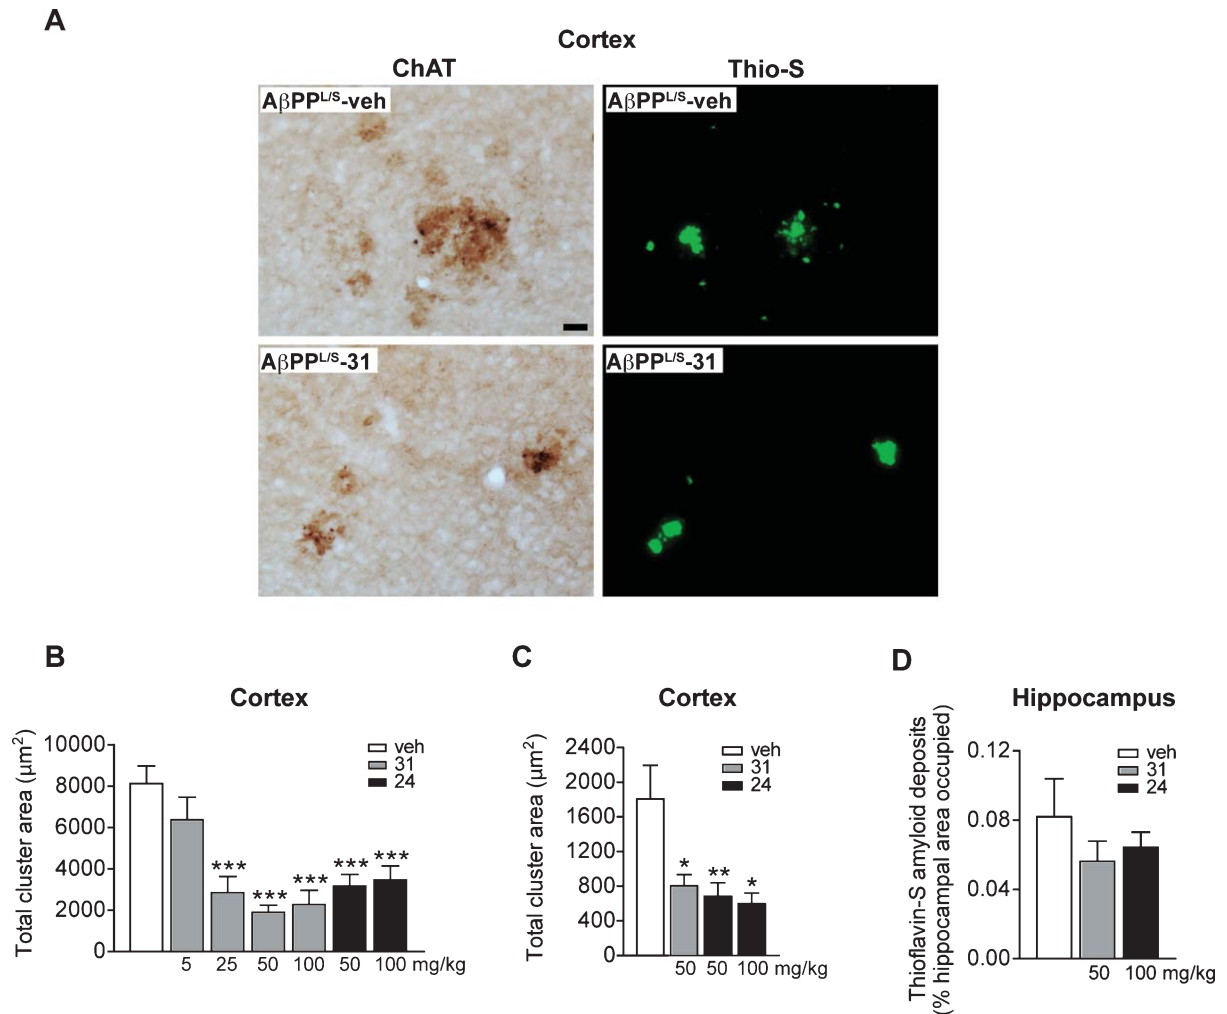 A
Cortex
ChAT
Thio-S
AβPPL/S-veh
AβPPL/S-veh
AβPPL/S-31
AβPPL/S-31
B
Cortex
Total cluster area (µm2)
10000
8000
6000
4000
2000
0
veh
31
24
***
***
***
***
***
5 25 50 100 50 100 mg/kg
C
Cortex
Total cluster area (µm2)
2400
2000
1600
1200
800
400
0
veh
31
24
*
**
*
50 50 100 mg/kg
D
Hippocampus
Thioflavin-S amyloid deposits
(% hippocampal area occupied)
0.12
0.08
0.04
0.00
veh
31
24
50 100 mg/kg